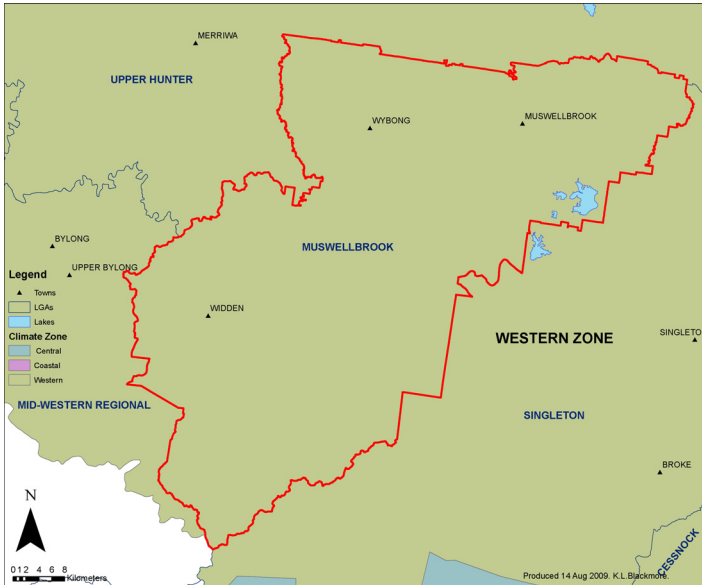 MERRIWA
UPPER HUNTER
WYBONG
MUSWELLBROOK
BYLONG
MUSWELLBROOK
UPPER BYLONG
Legend
Towns
LGAs
Lakes
Climate Zone
Central
Coastal
Western
WIDDEN
WESTERN ZONE
SINGLETO
MID-WESTERN REGIONAL
SINGLETON
BROKE
N
0 1 2 4 6 8
Kilometers
CESSNOCK
Produced 14 Aug 2009. K.L.Blackmore.